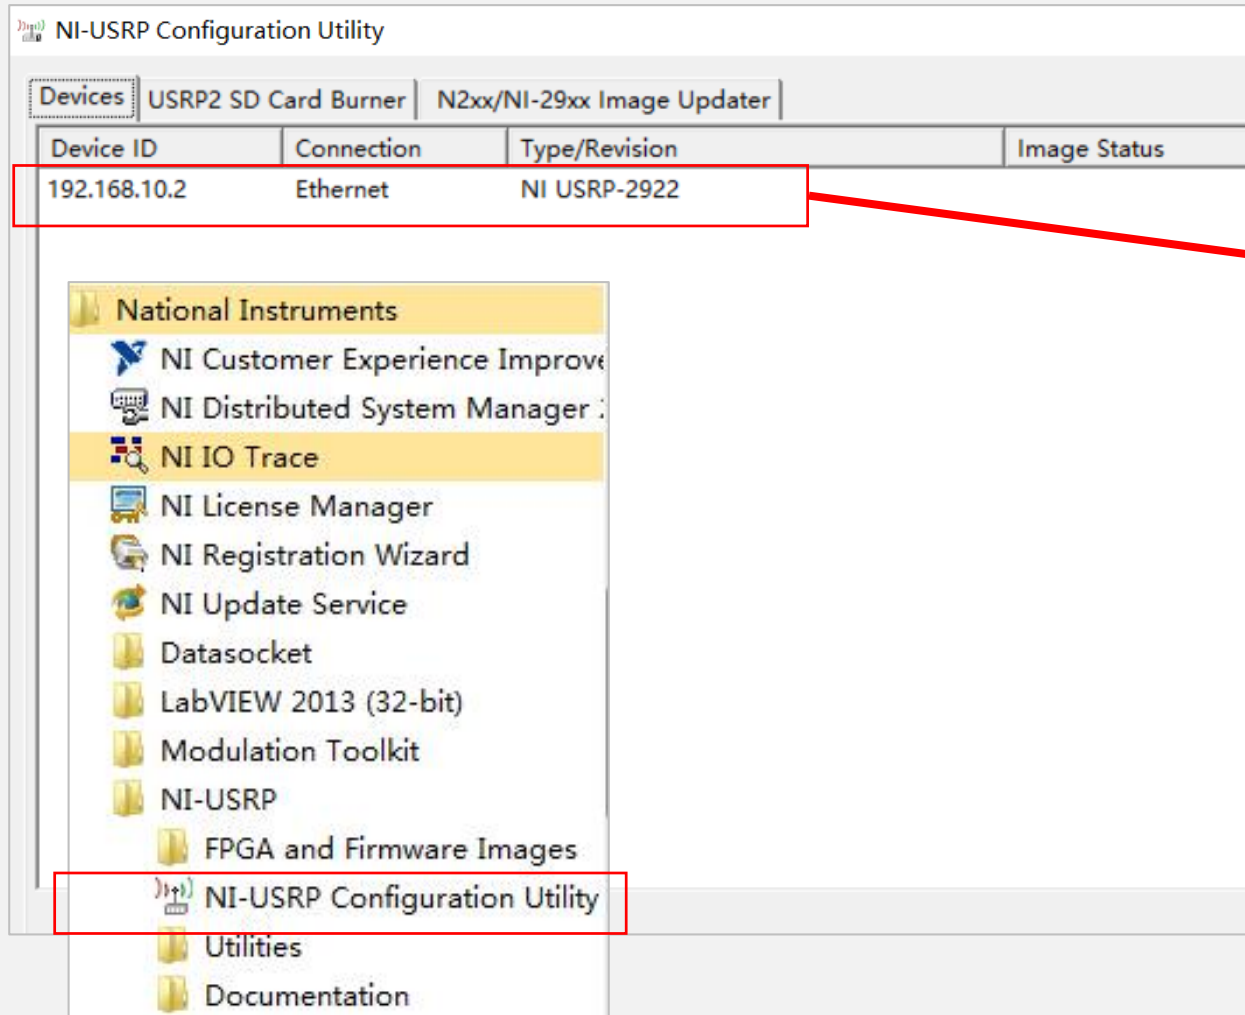 NI-USRP Configuration Utility
Devices USRP2 SD Card Burner N2xx/NI-29xx Image Updater
Device ID Connection Type/Revision Image Status
192.168.10.2 Ethernet NI USRP-2922
National Instruments
NI Customer Experience Improve
NI Distributed System Manager
NI IO Trace
NI License Manager
NI Registration Wizard
NI Update Service
Datasocket
LabVIEW 2013 (32-bit)
Modulation Toolkit
NI-USRP
FPGA and Firmware Images
NI-USRP Configuration Utility
Utilities
Documentation